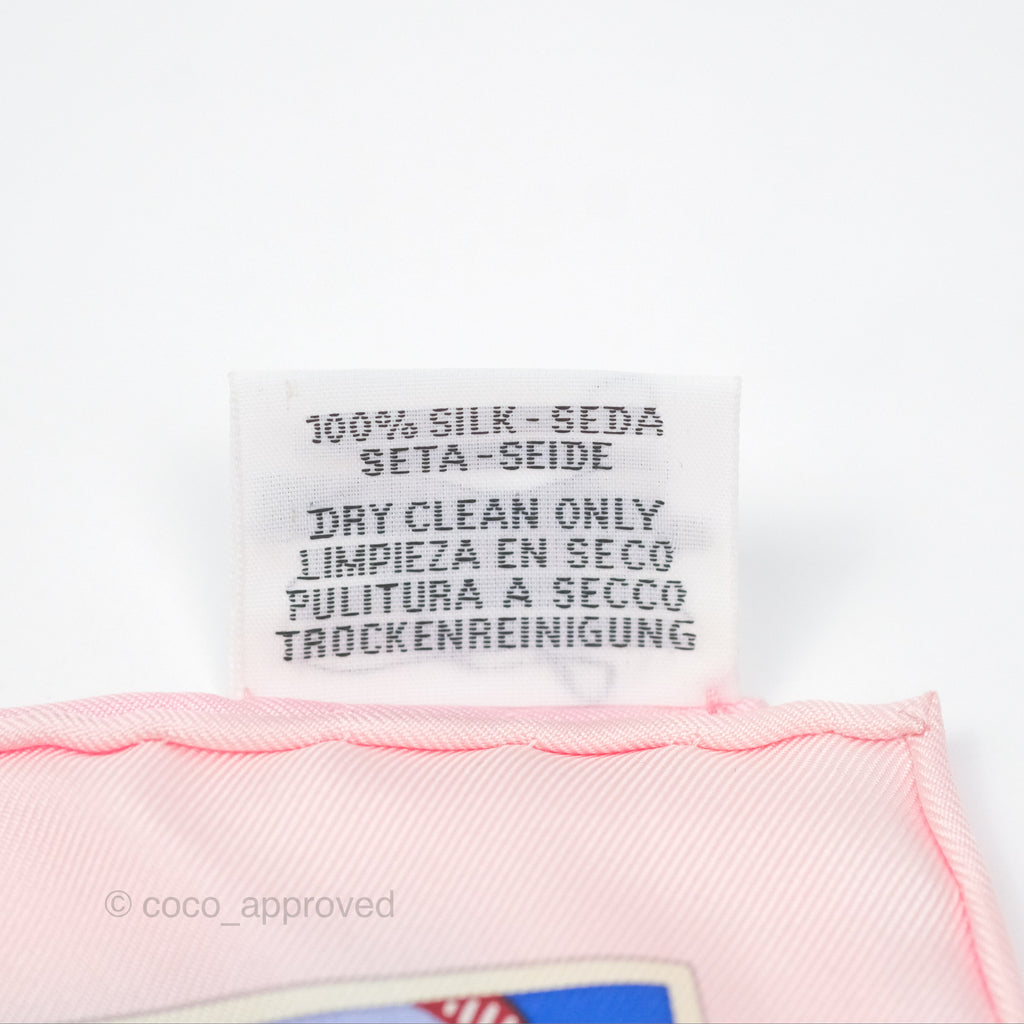 100% SILK - SEDA
SETA - SEIDE
DRY CLEAN ONLY
LIMPIEZA EN SECO
PULITURA A SECCO
TROCKENREINIGUNG
© coco_approved